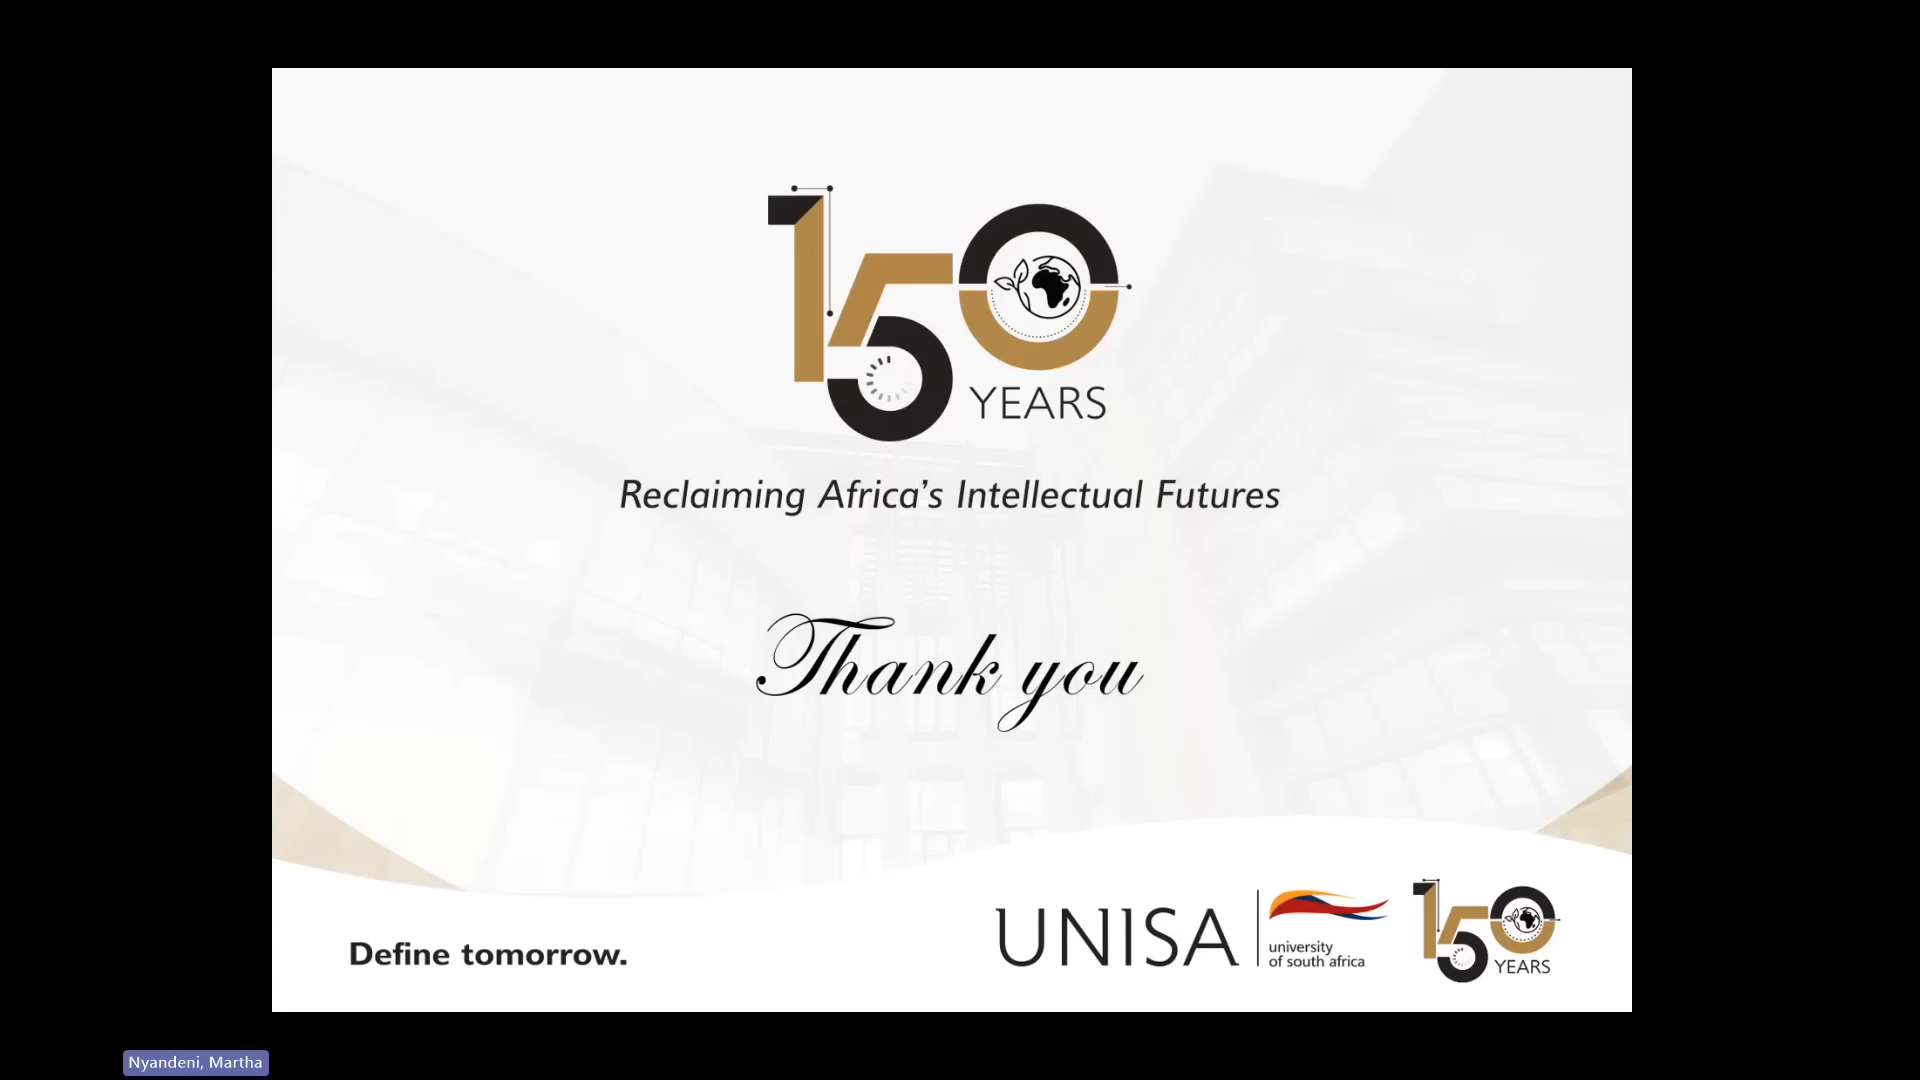 150
YEARS
Reclaiming Africa's Intellectual Futures
Thank you
Define tomorrow.
UNISA
university
of south africa
150
YEARS
Nyandeni, Martha